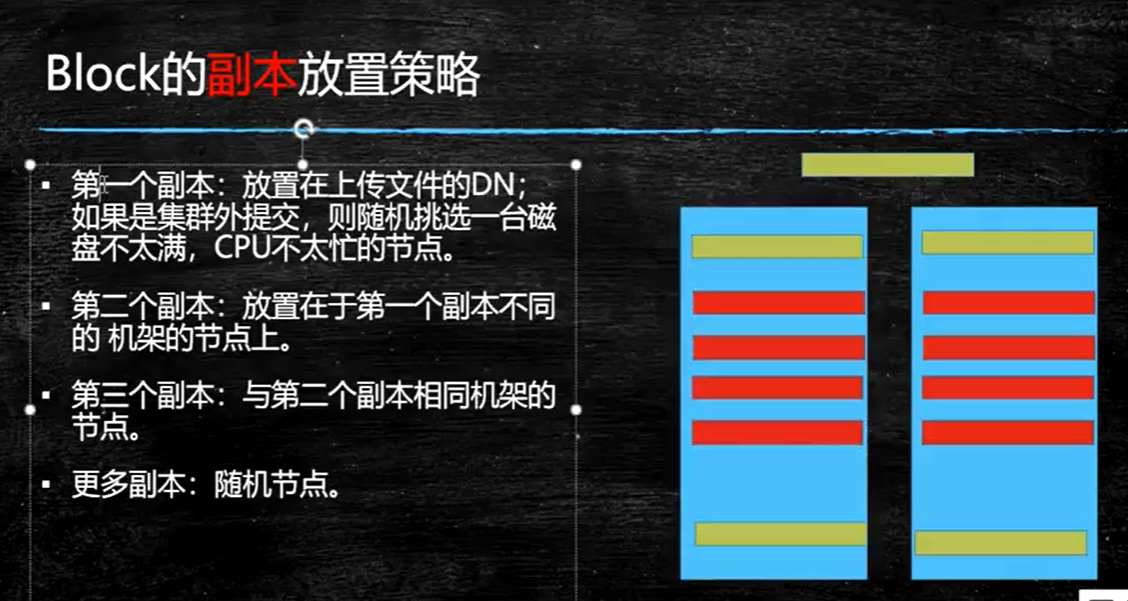 Block的副本放置策略
▪ 第一个副本：放置在上传文件的DN；
如果是集群外提交，则随机挑选一台磁
盘不太满，CPU不太忙的节点。
▪ 第二个副本：放置在于第一个副本不同
的 机架的节点上。
▪ 第三个副本：与第二个副本相同机架的
节点。
▪ 更多副本：随机节点。